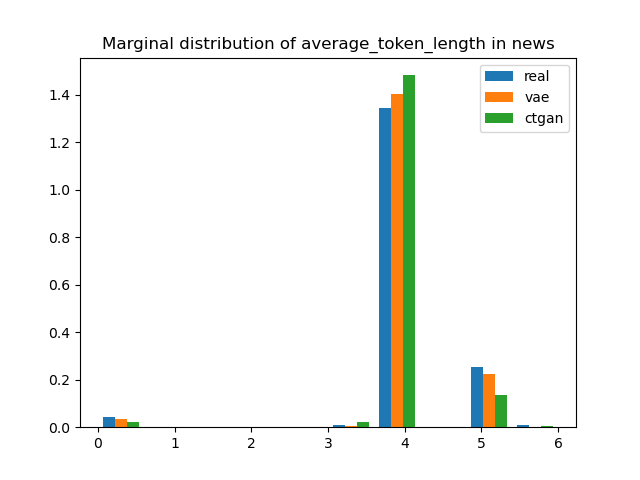 Marginal distribution of average_token_length in news
real
vae
ctgan
1.4
1.2
1.0
0.8
0.6
0.4
0.2
0.0
0 1 2 3 4 5 6